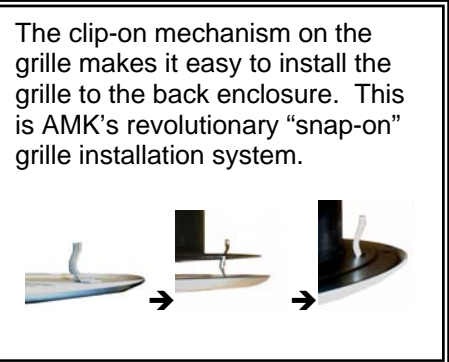 The clip-on mechanism on the
grille makes it easy to install the
grille to the back enclosure.  This
is AMK’s revolutionary “snap-on”
grille installation system.